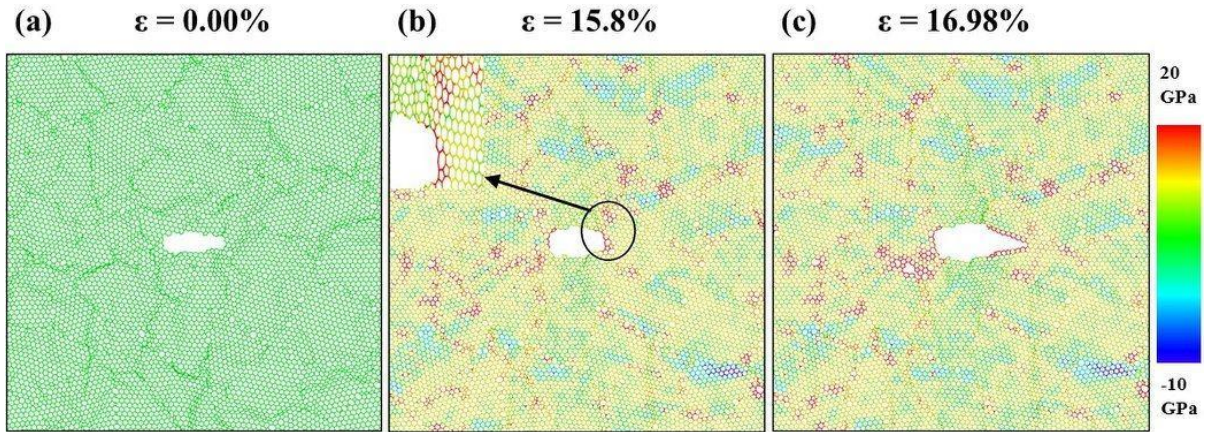 (a) ε = 0.00%
(b) ε = 15.8%
(c) ε = 16.98%
20
GPa
-10
GPa